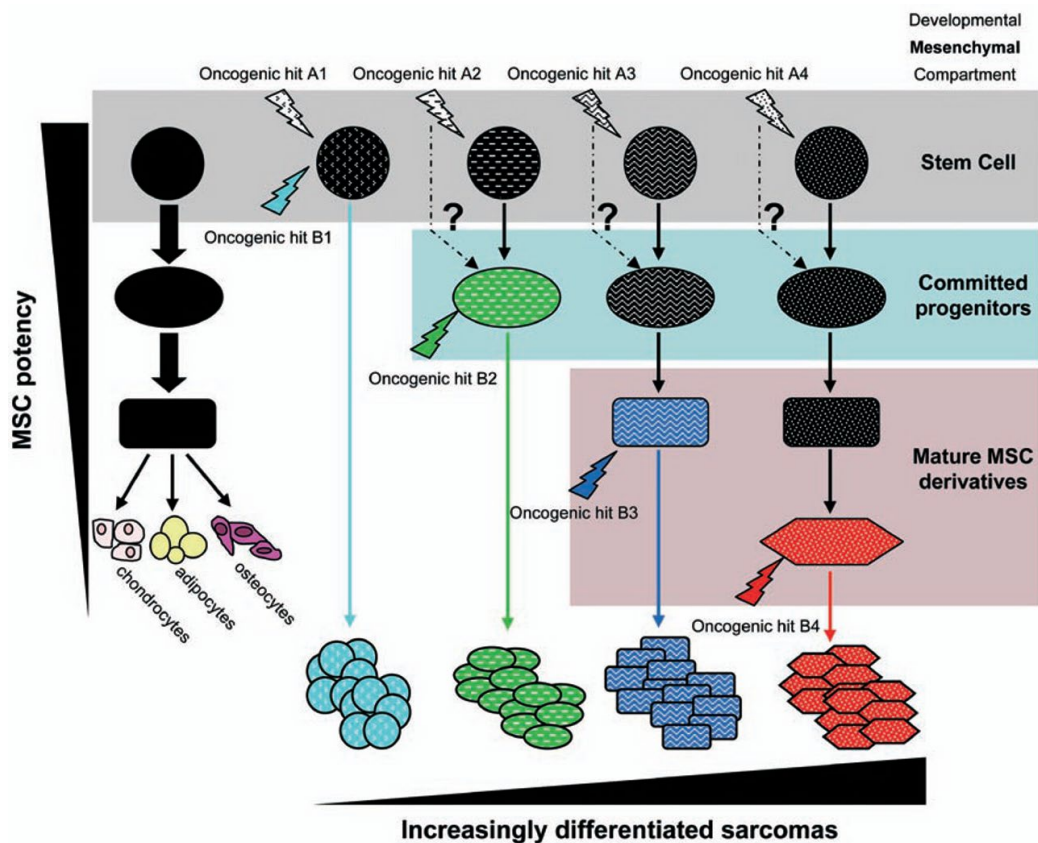 Developmental
Mesenchymal
Compartment
Oncogenic hit A1
Oncogenic hit A2
Oncogenic hit A3
Oncogenic hit A4
Stem Cell
Oncogenic hit B1
?
?
?
Committed
progenitors
Oncogenic hit B2
MSC potency
Mature MSC
derivatives
Oncogenic hit B3
chondrocytes
adipocytes
osteocytes
Oncogenic hit B4
Increasingly differentiated sarcomas